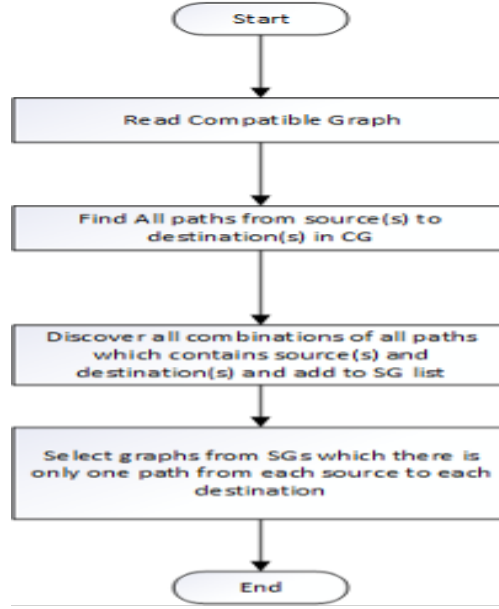 Start
Read Compatible Graph
Find All paths from source(s) to
destination(s) in CG
Discover all combinations of all paths
which contains source(s) and
destination(s) and add to SG list
Select graphs from SGs which there is
only one path from each source to each
destination
End